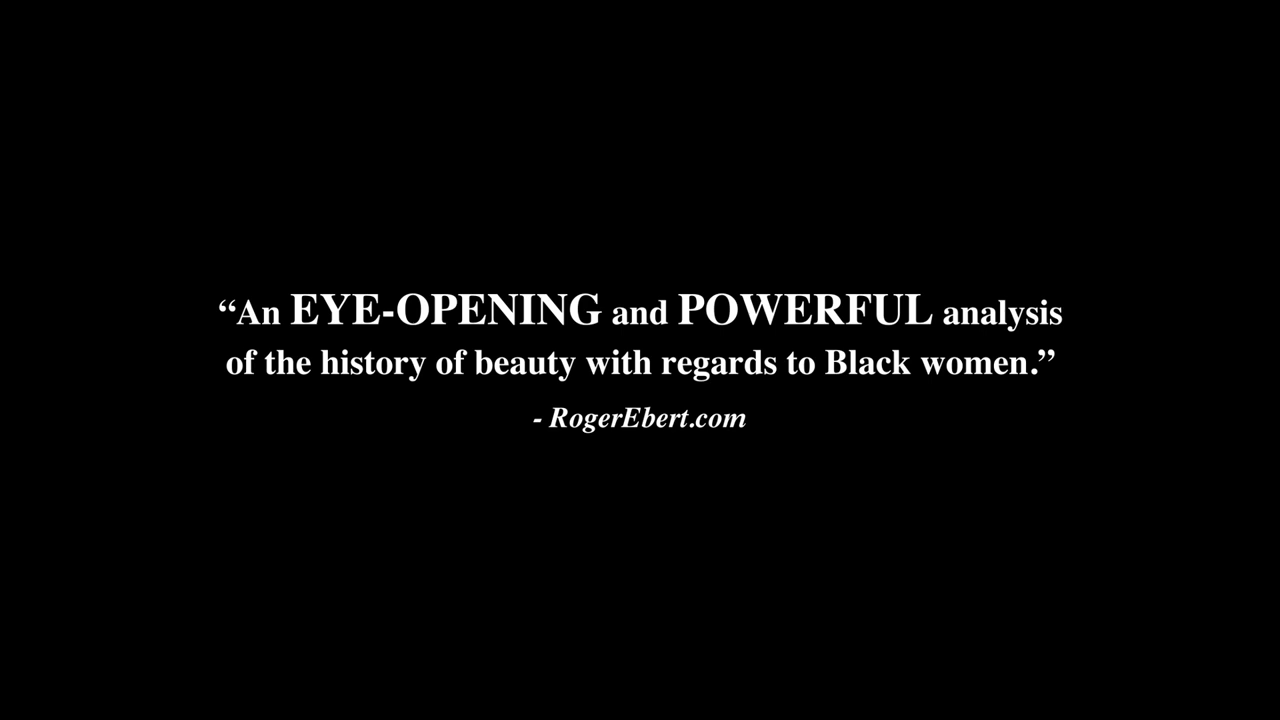 “An EYE-OPENING and POWERFUL analysis
of the history of beauty with regards to Black women.”
- RogerEbert.com